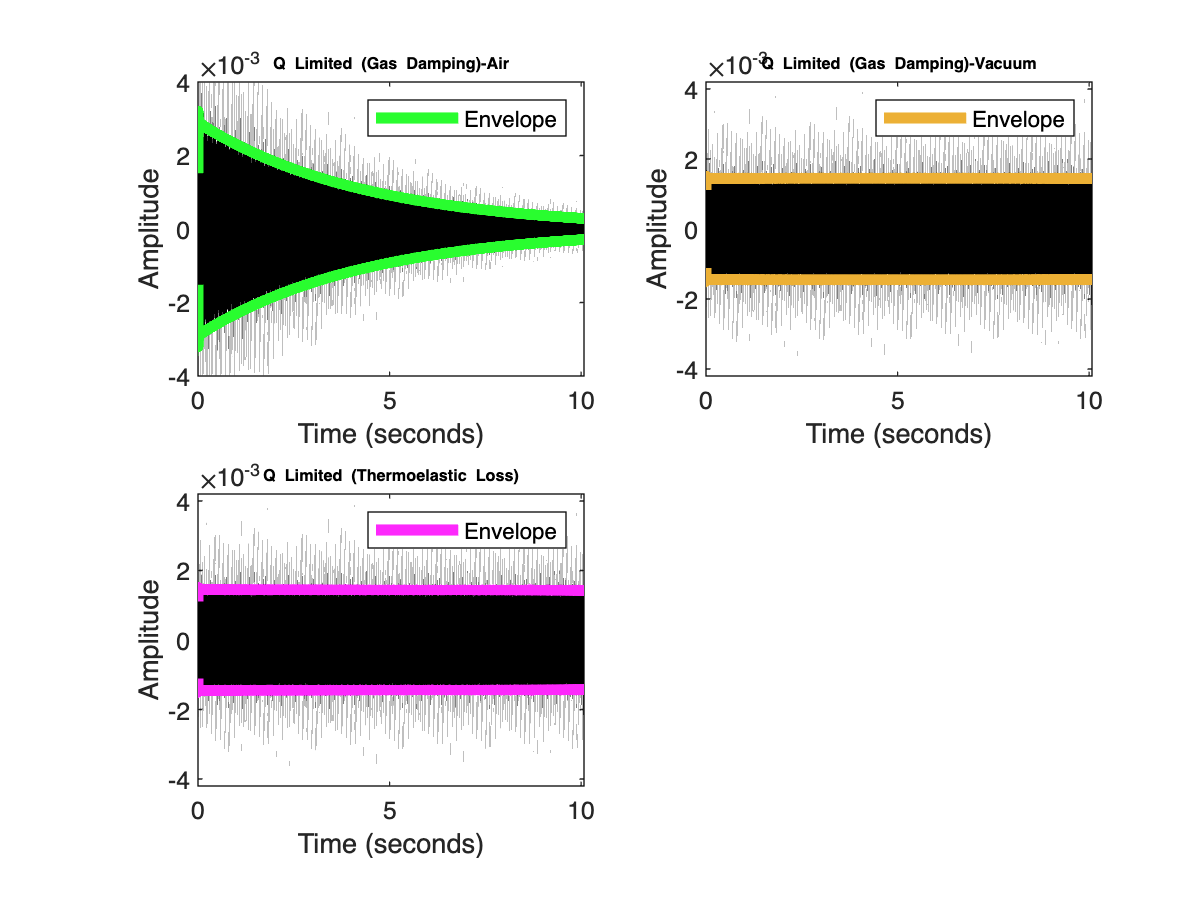 ×10-3 Q Limited (Gas Damping)-Air
4
2
0
-2
-4
Amplitude
Envelope
0 5 10
Time (seconds)
×10-3 Q Limited (Gas Damping)-Vacuum
4
2
0
-2
-4
Amplitude
Envelope
0 5 10
Time (seconds)
×10-3 Q Limited (Thermoelastic Loss)
4
2
0
-2
-4
Amplitude
Envelope
0 5 10
Time (seconds)